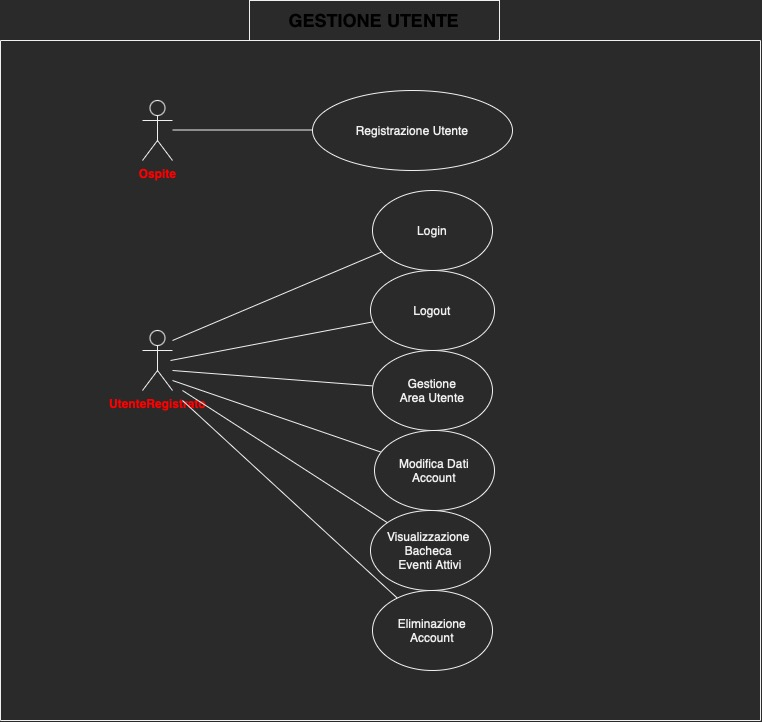 GESTIONE UTENTE
Registrazione Utente
Ospite
Login
Logout
Gestione
Area Utente
UtenteRegistrato
Modifica Dati
Account
Visualizzazione
Bacheca
Eventi Attivi
Eliminazione
Account